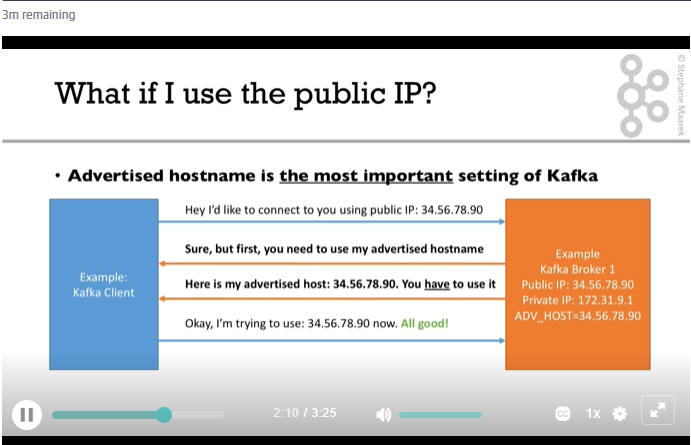 3m remaining
What if I use the public IP?
© Stephane Maarek
• Advertised hostname is the most important setting of Kafka
Hey I'd like to connect to you using public IP: 34.56.78.90
Sure, but first, you need to use my advertised hostname
Here is my advertised host: 34.56.78.90. You have to use it
Okay, I'm trying to use: 34.56.78.90 now. All good!
Example:
Kafka Client
Example
Kafka Broker 1
Public IP: 34.56.78.90
Private IP: 172.31.9.1
ADV_HOST=34.56.78.90
2:10 / 3:25
CC
1x